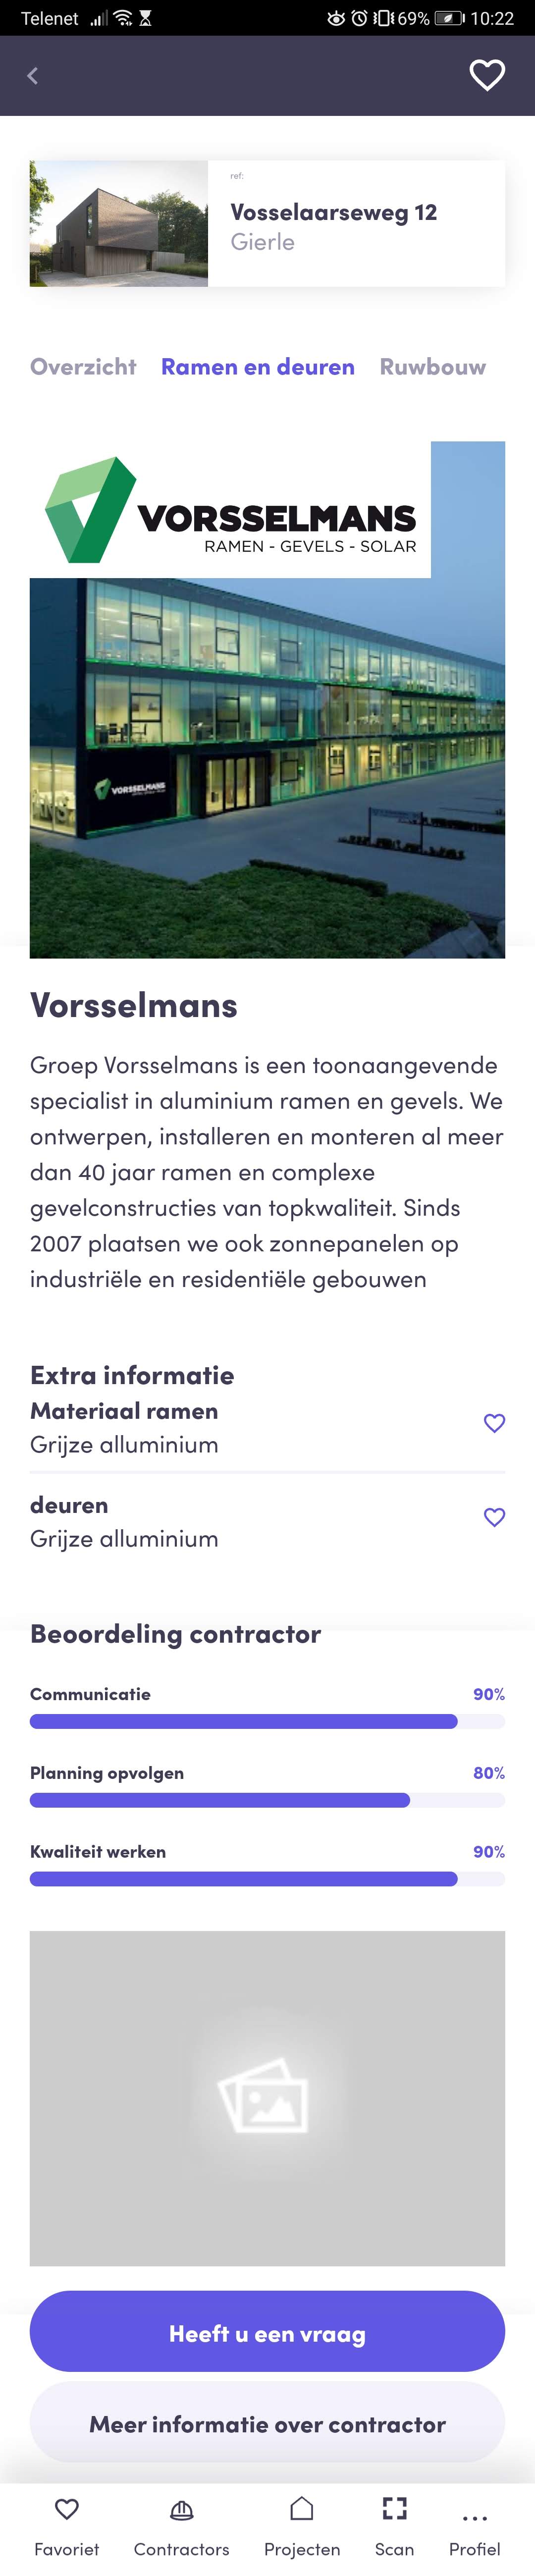 Telenet 69% 10:22
ref:
Vosselaarseweg 12
Gierle
Overzicht Ramen en deuren Ruwbouw
VORSSELMANS
RAMEN - GEVELS - SOLAR
VORSSELMANS
Vorsselmans
Groep Vorsselmans is een toonaangevende
specialist in aluminium ramen en gevels. We
ontwerpen, installeren en monteren al meer
dan 40 jaar ramen en complexe
gevelconstructies van topkwaliteit. Sinds
2007 plaatsen we ook zonnepanelen op
industriële en residentiële gebouwen
Extra informatie
Materiaal ramen
Grijze alluminium
deuren
Grijze alluminium
Beoordeling contractor
Communicatie 90%
Planning opvolgen 80%
Kwaliteit werken 90%
Heeft u een vraag
Meer informatie over contractor
Favoriet Contractors Projecten Scan Profiel